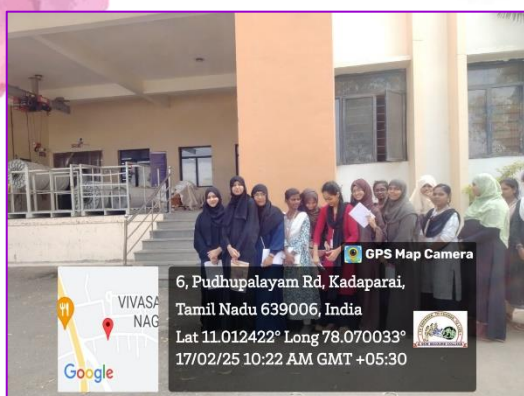 GPS Map Camera
6, Pudhupalayam Rd, Kadaparai,
Tamil Nadu 639006, India
Lat 11.012422° Long 78.070033°
17/02/25 10:22 AM GMT +05:30
VIVASA
NAG
Google